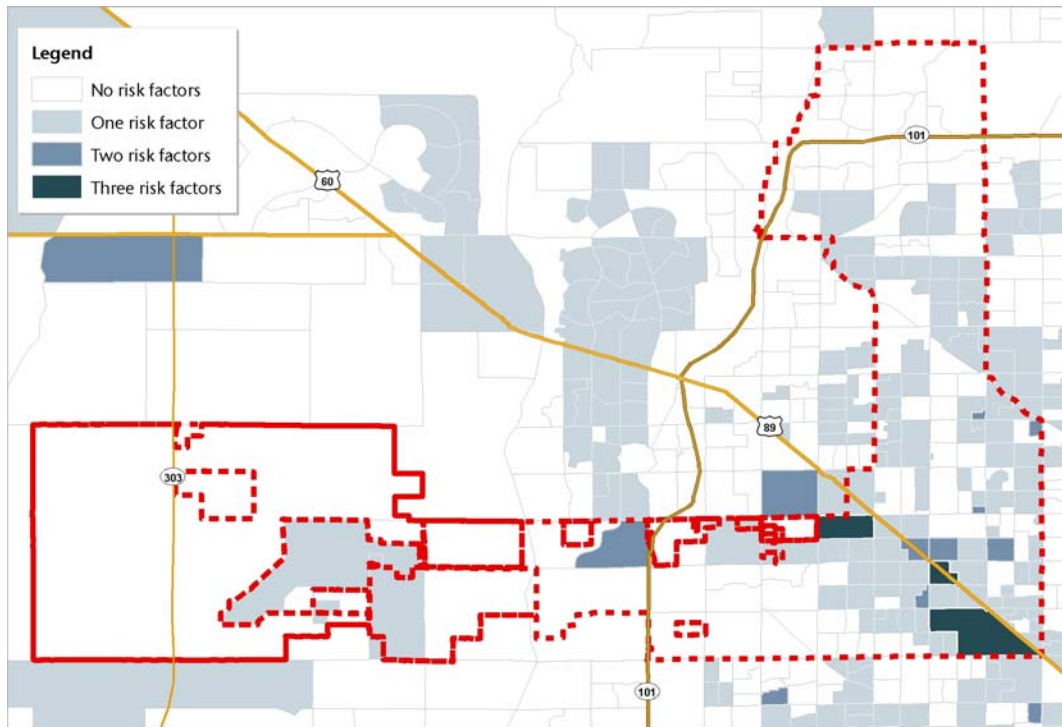 Legend
No risk factors
One risk factor
Two risk factors
Three risk factors
101
60
89
303
101